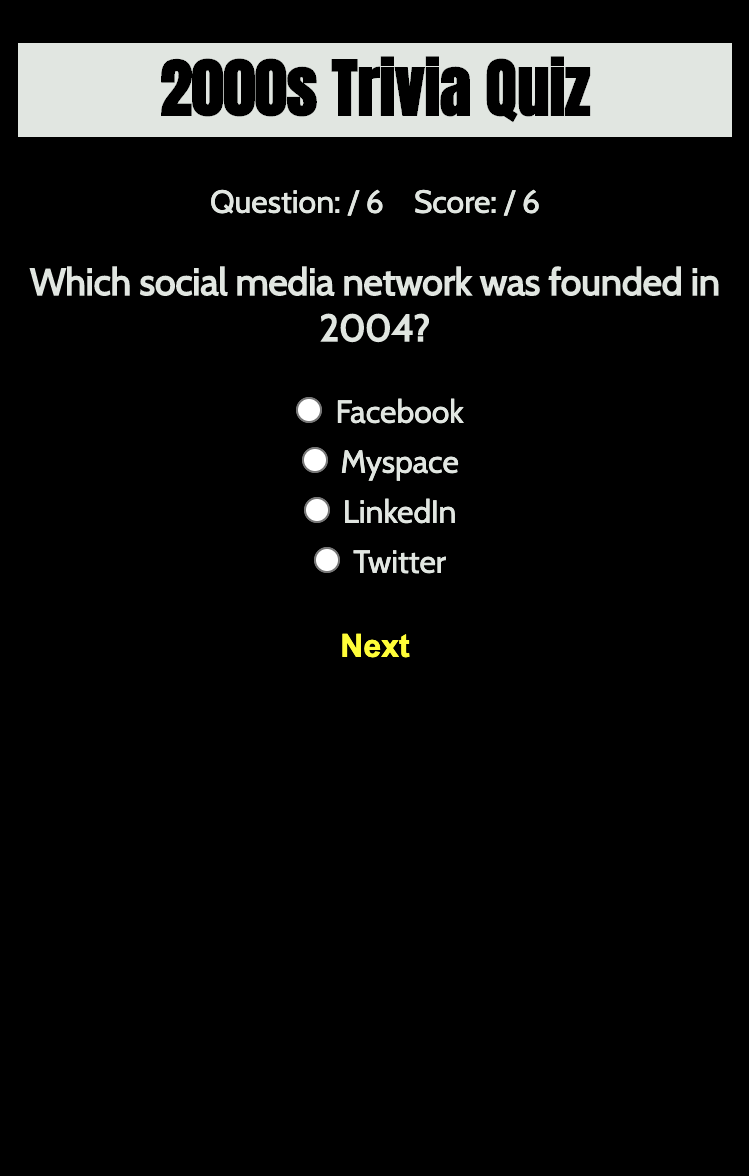 2000s Trivia Quiz
Question: / 6 Score: / 6
Which social media network was founded in
2004?
Facebook
Myspace
LinkedIn
Twitter
Next